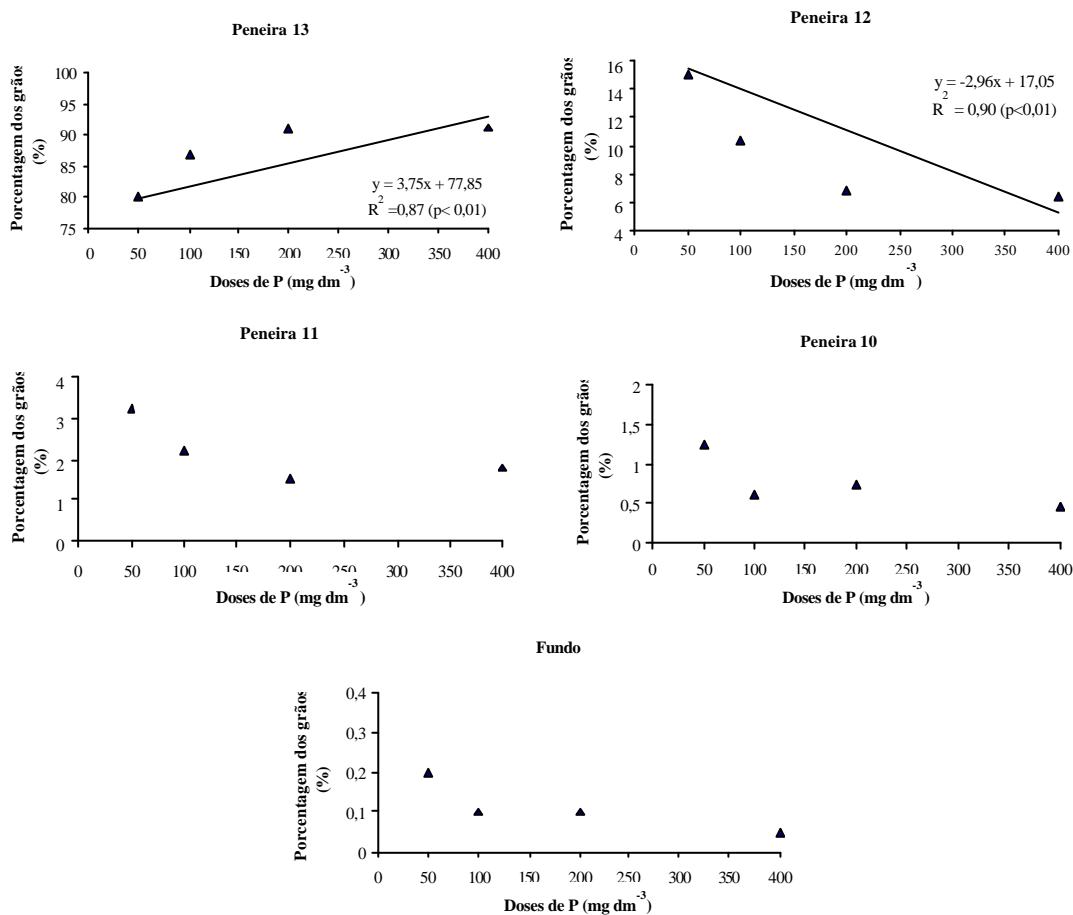 Peneira 13
Porcentagem dos grãos
(%)
100
95
90
85
80
75
y = 3,75x + 77,85
R2 =0,87 (p< 0,01)
0 50 100 150 200 250 300 350 400
Doses de P (mg dm-3)
Peneira 12
Porcentagem dos grãos
(%)
16
14
12
10
8
6
4
y = -2,96x + 17,05
R2 = 0,90 (p<0,01)
0 50 100 150 200 250 300 350 400
Doses de P (mg dm-3)
Peneira 11
Porcentagem dos grãos
(%)
4
3
2
1
0
0 50 100 150 200 250 300 350 400
Doses de P (mg dm-3)
Peneira 10
Porcentagem dos grãos
(%)
2
1,5
1
0,5
0
0 50 100 150 200 250 300 350 400
Doses de P (mg dm-3)
Fundo
Porcentagem dos grãos
(%)
0,4
0,3
0,2
0,1
0
0 50 100 150 200 250 300 350 400
Doses de P (mg dm-3)